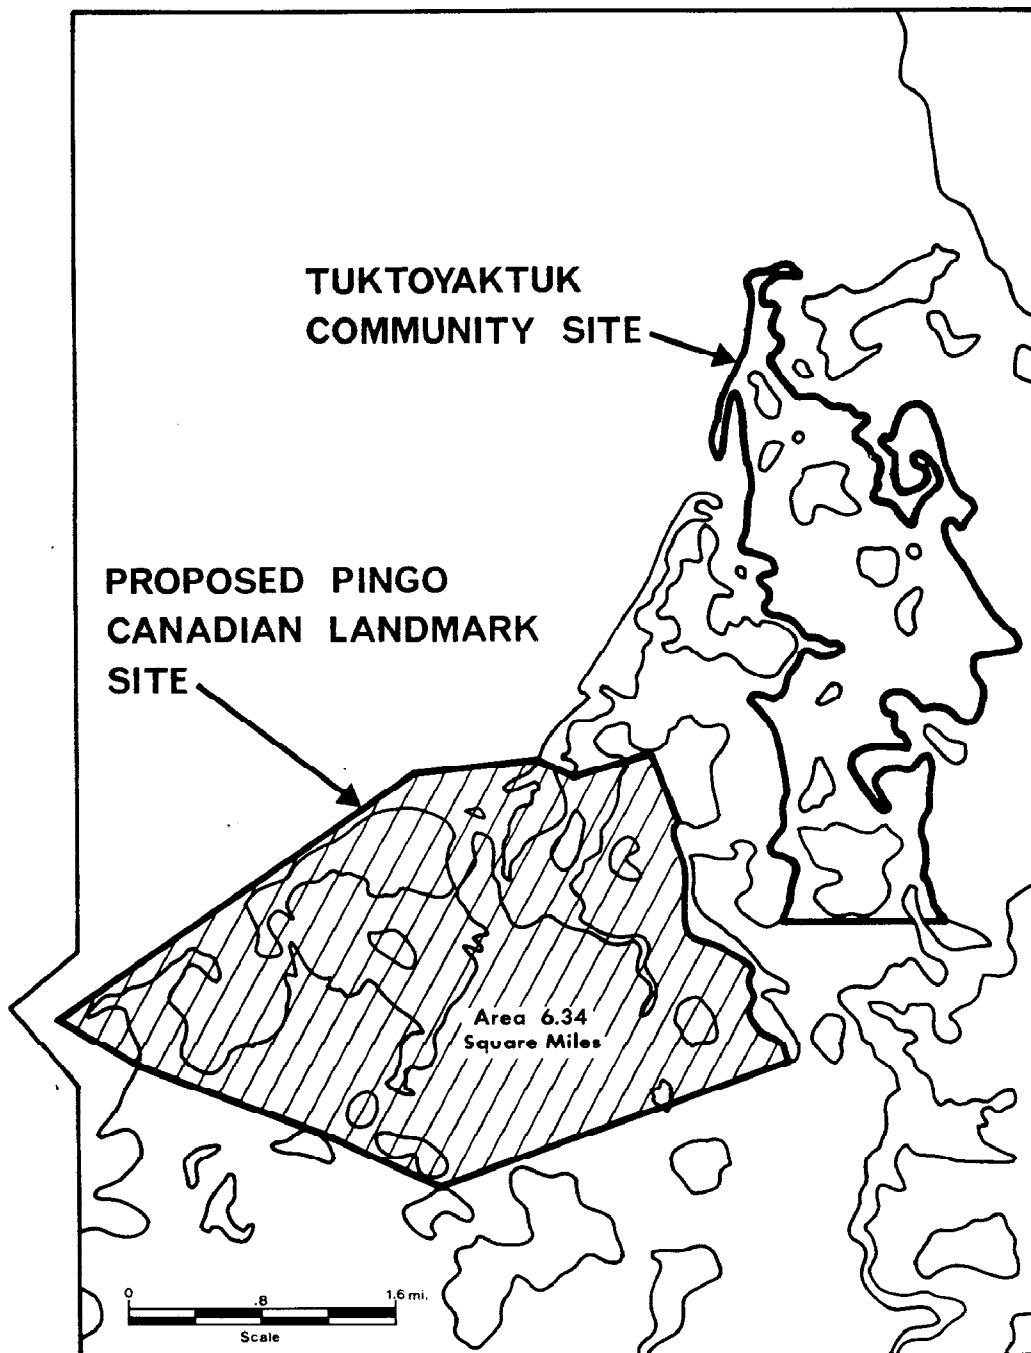 TUKTOYAKTUK
COMMUNITY SITE
PROPOSED PINGO
CANADIAN LANDMARK
SITE
Area 6.34
Square Miles
0 .8 1.6 mi.
Scale